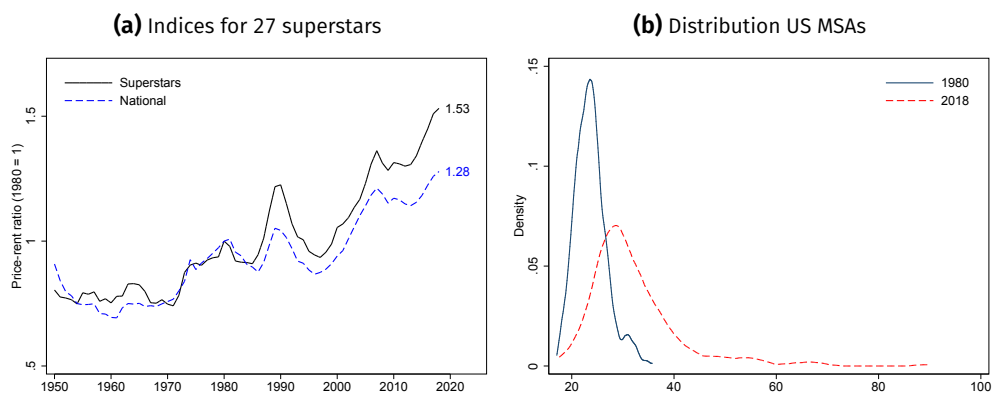 (a) Indices for 27 superstars
Price-rent ratio (1980 = 1)
1.5
1
.5
Superstars
National
1.53
1.28
1950 1960 1970 1980 1990 2000 2010 2020
(b) Distribution US MSAs
Density
.15
.1
.05
0
1980
2018
20 40 60 80 100